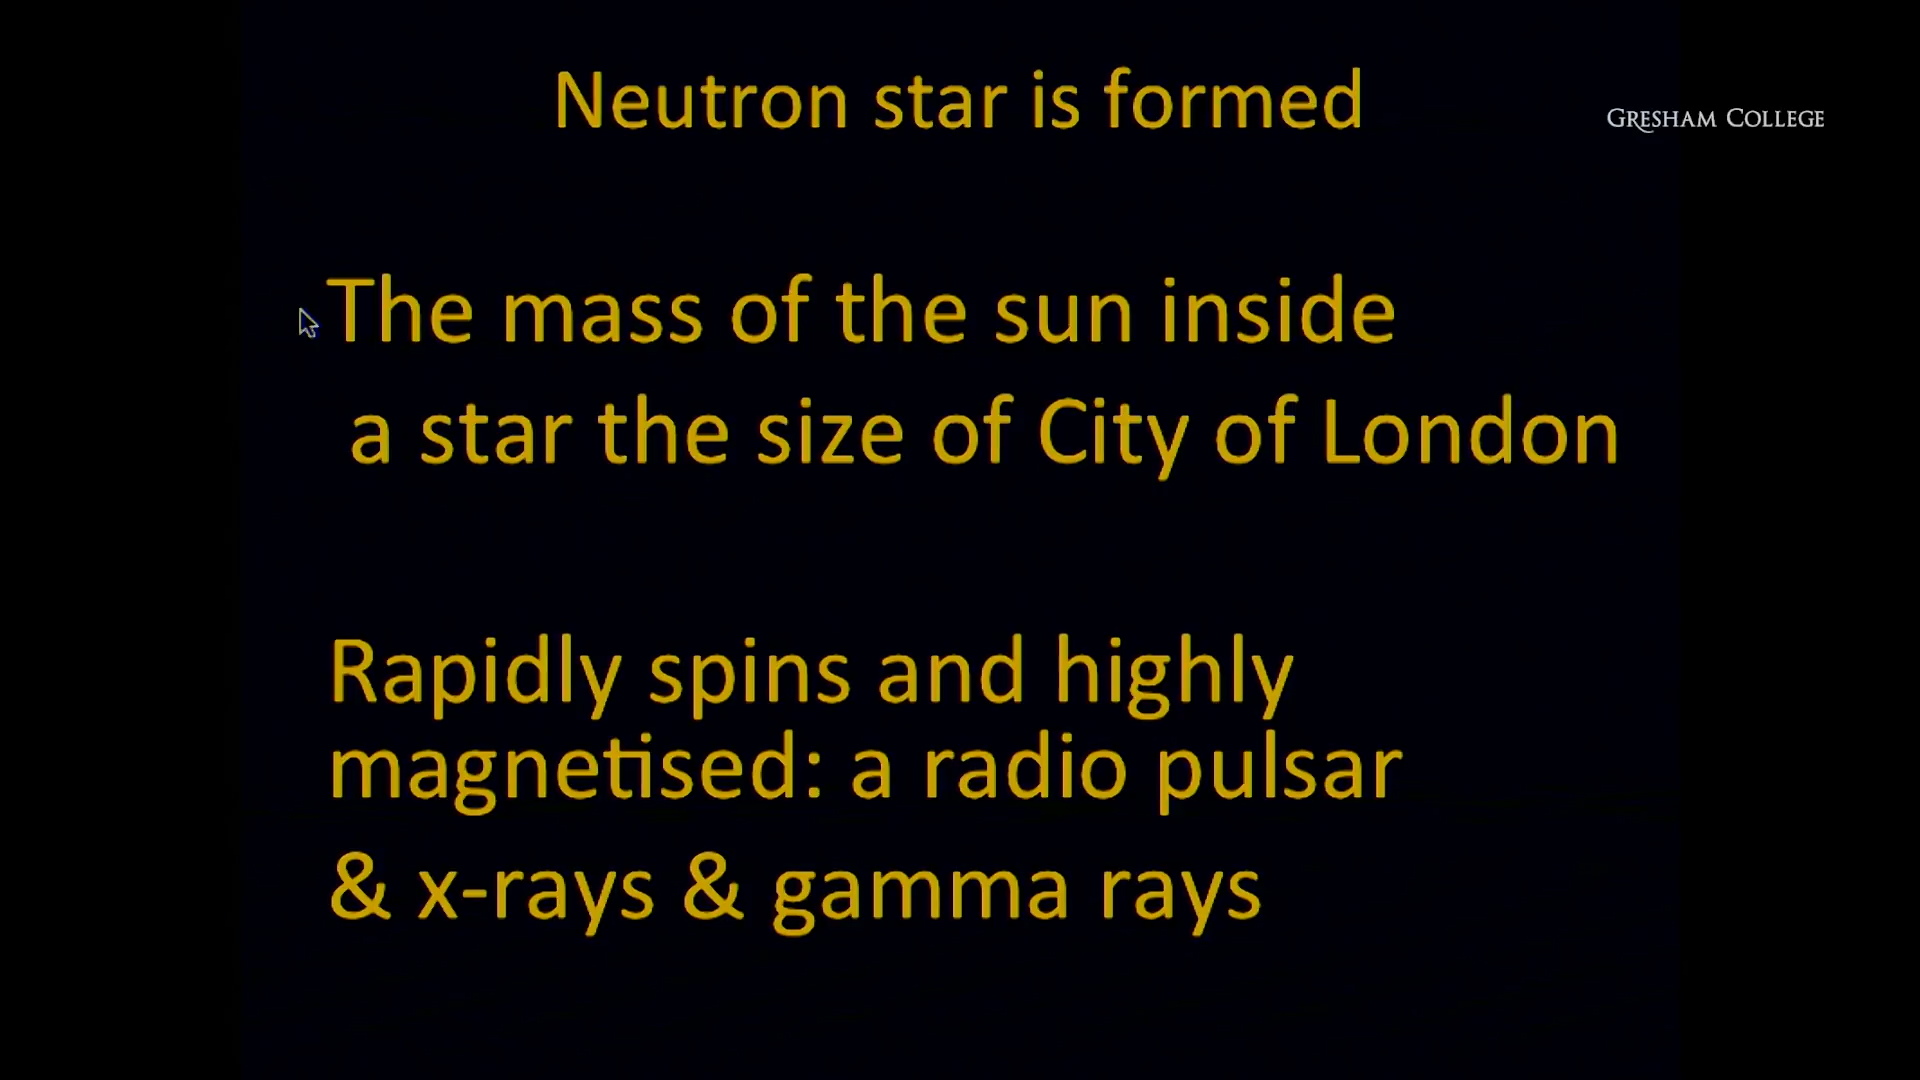 Neutron star is formed
GRESHAM COLLEGE
The mass of the sun inside
a star the size of City of London
Rapidly spins and highly
magnetised: a radio pulsar
& x-rays & gamma rays